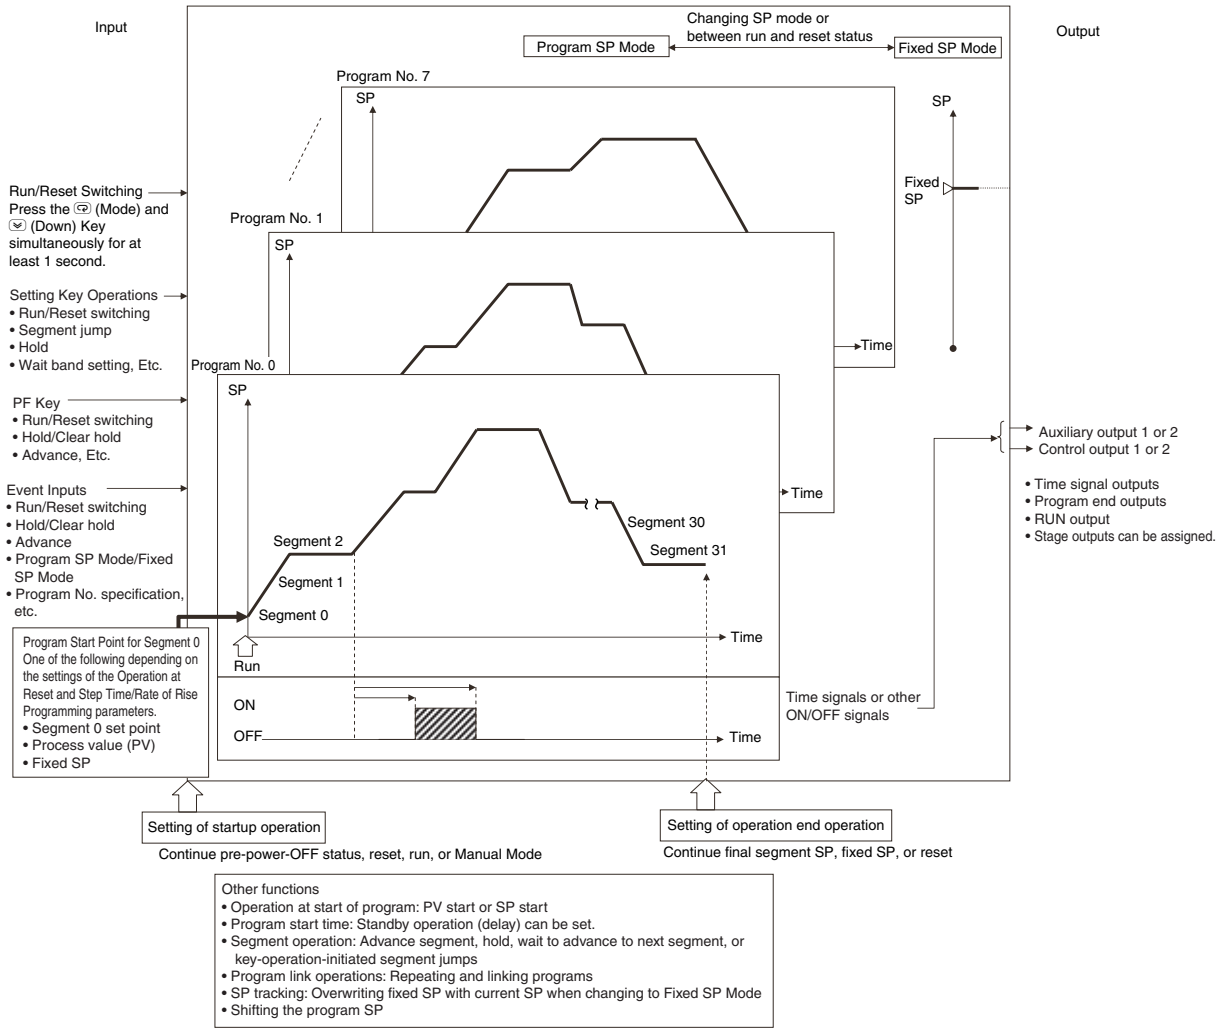 Input
Changing SP mode or
between run and reset status
Program SP Mode
Fixed SP Mode
Output
Program No. 7
SP
SP
Fixed
SP
Run/Reset Switching
Press the (Mode) and
(Down) Key
simultaneously for at
least 1 second.
Program No. 1
SP
Setting Key Operations
• Run/Reset switching
• Segment jump
• Hold
• Wait band setting, Etc.
Time
Program No. 0
SP
PF Key
• Run/Reset switching
• Hold/Clear hold
• Advance, Etc.
Auxiliary output 1 or 2
Control output 1 or 2
• Time signal outputs
• Program end outputs
• RUN output
• Stage outputs can be assigned.
Event Inputs
• Run/Reset switching
• Hold/Clear hold
• Advance
• Program SP Mode/Fixed
SP Mode
• Program No. specification,
etc.
Time
Segment 30
Segment 2
Segment 31
Segment 1
Segment 0
Time
Run
Program Start Point for Segment 0
One of the following depending on
the settings of the Operation at
Reset and Step Time/Rate of Rise
Programming parameters.
• Segment 0 set point
• Process value (PV)
• Fixed SP
ON
OFF
Time
Time signals or other
ON/OFF signals
Setting of startup operation
Continue pre-power-OFF status, reset, run, or Manual Mode
Setting of operation end operation
Continue final segment SP, fixed SP, or reset
Other functions
• Operation at start of program: PV start or SP start
• Program start time: Standby operation (delay) can be set.
• Segment operation: Advance segment, hold, wait to advance to next segment, or
key-operation-initiated segment jumps
• Program link operations: Repeating and linking programs
• SP tracking: Overwriting fixed SP with current SP when changing to Fixed SP Mode
• Shifting the program SP